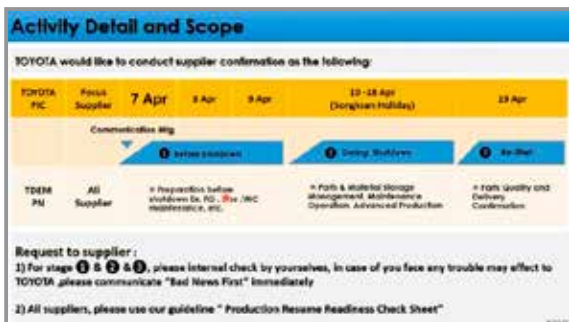 Activity Detail and Scope
TOYOTA would like to conduct supplier confirmation as the following:
TOYOTA PIC
Focus Supplier
7 Apr
8 Apr
9 Apr
10 -18 Apr
(Songkran Holiday)
19 Apr
Communication Mtg
1 Before Shutdown
2 During Shutdown
3
TDEM
PN
All
Supplier
Preparation before
shutdown Ex. /MC
maintenance, etc.
Parts & Material Storage
Management, Maintenance
Operation, Advanced Production
Parts Quality and
Delivery
Confirmation
Request to supplier :
1) For stage 1 & 2 & 3, please internal check by yourselves, in case of you face any trouble may effect to
TOYOTA ,please communicate "Bad News First" immediately
2) All suppliers, please use our guideline " Production Resume Readiness Check Sheet"